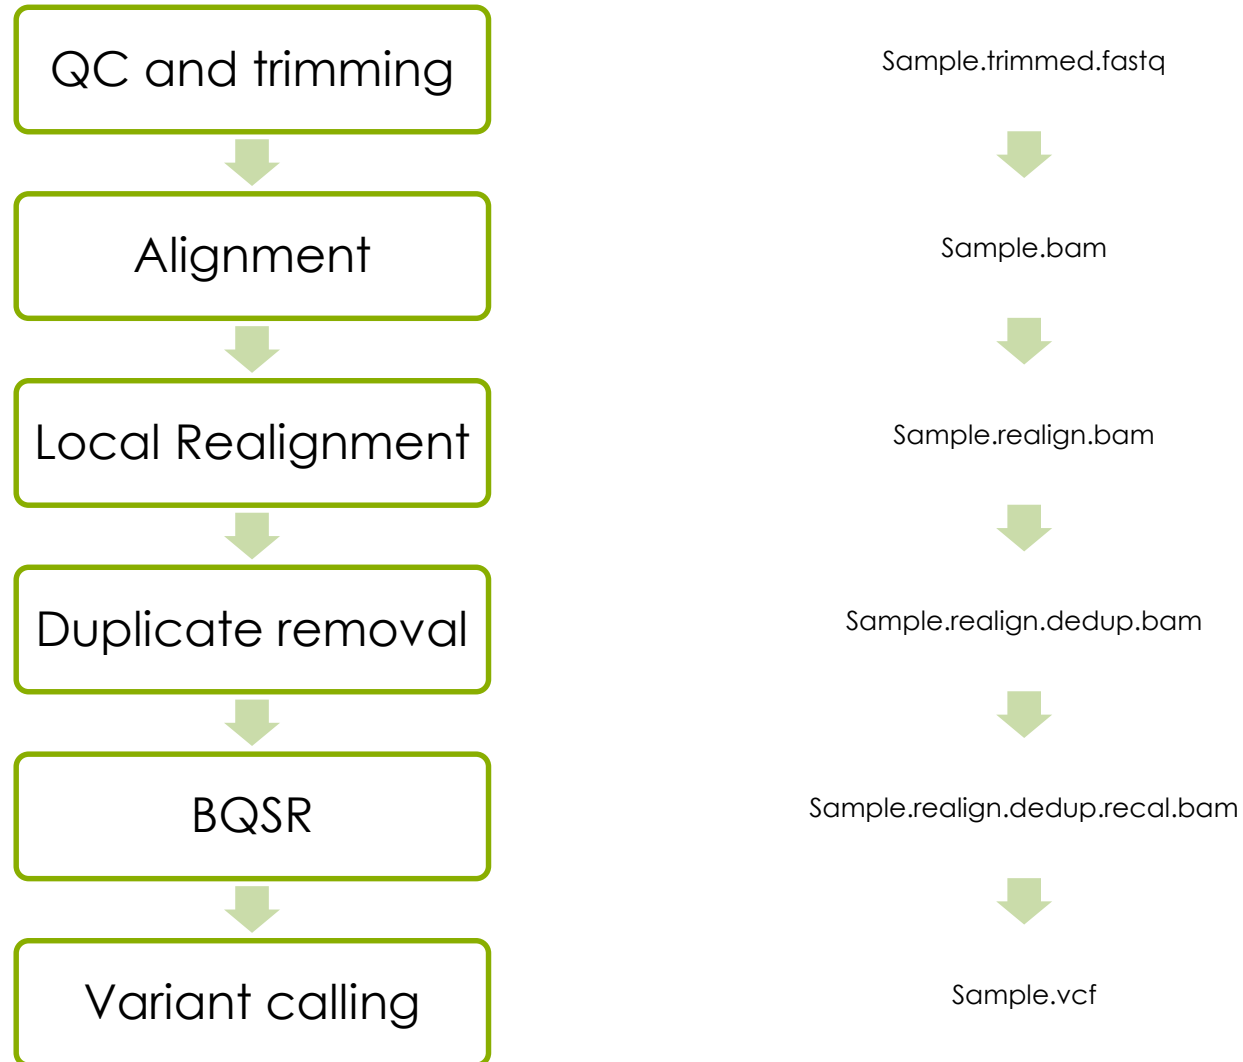 QC and trimming
Sample.trimmed.fastq
Alignment
Sample.bam
Local Realignment
Sample.realign.bam
Duplicate removal
Sample.realign.dedup.bam
BQSR
Sample.realign.dedup.recal.bam
Variant calling
Sample.vcf